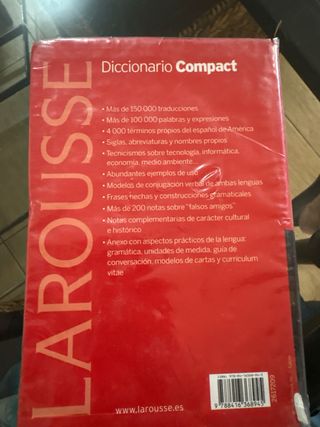 LAROUSSE
Diccionario Compact
• Más de 150 000 traducciones
• Más de 100 000 palabras y expresiones
• 4 000 términos propios del español de América
• Siglas, abreviaturas y nombres propios
• Tecnicismos sobre tecnología, informática,
economía, medio ambiente...
• Abundantes ejemplos de uso
• Modelos de conjugación verbal de ambas lenguas
• Frases hechas y construcciones gramaticales
• Más de 200 notas sobre "falsos amigos"
• Notas complementarias de carácter cultural
e histórico
• Anexo con aspectos prácticos de la lengua:
gramática, unidades de medida, guía de
conversación, modelos de cartas y currículum
vitae
www.larousse.es
9 788416 368945
2617209